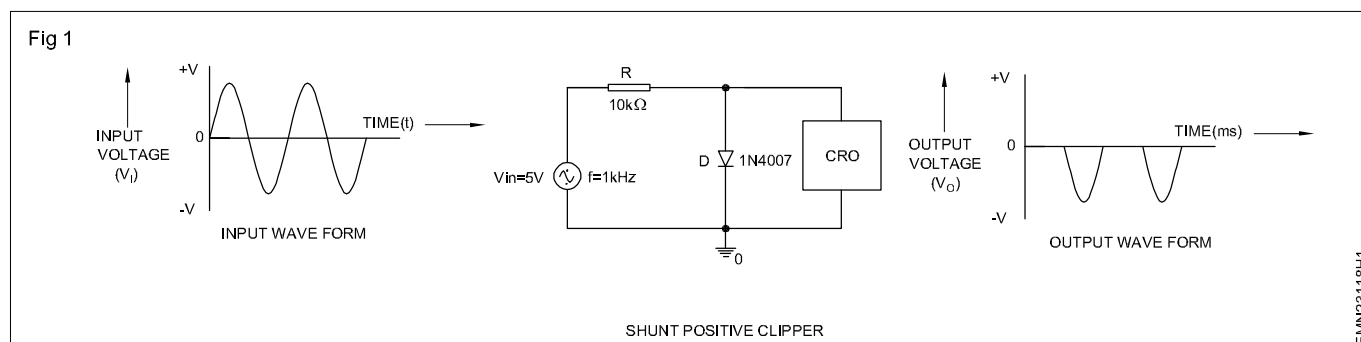 Fig 1
+V
INPUT
VOLTAGE
(VI)
0
-V
TIME(t)
INPUT WAVE FORM
R
10kΩ
Vin=5V
f=1kHz
D
1N4007
CRO
0
SHUNT POSITIVE CLIPPER
+V
OUTPUT
VOLTAGE
(VO)
0
-V
TIME(ms)
OUTPUT WAVE FORM